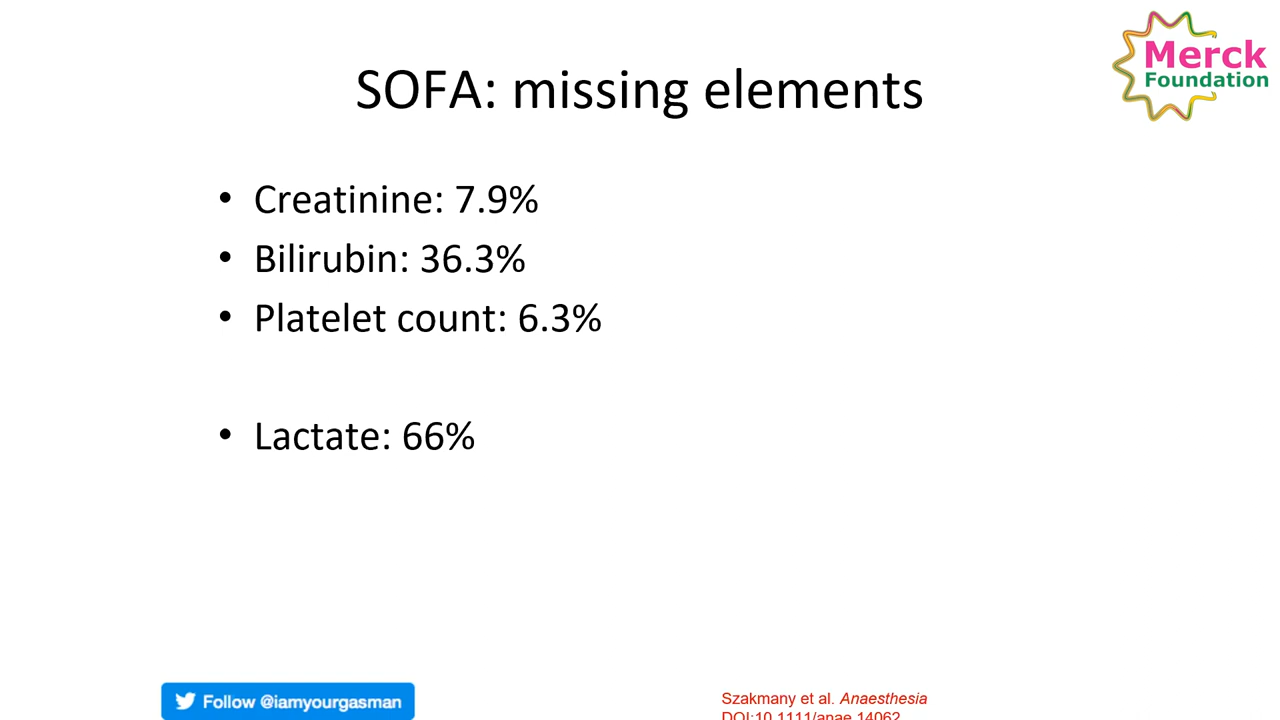 Merck
Foundation
SOFA: missing elements
• Creatinine: 7.9%
• Bilirubin: 36.3%
• Platelet count: 6.3%
• Lactate: 66%
Follow @iamyourgasman
Szakmany et al. Anaesthesia
DOI:10.1111/anae.14062